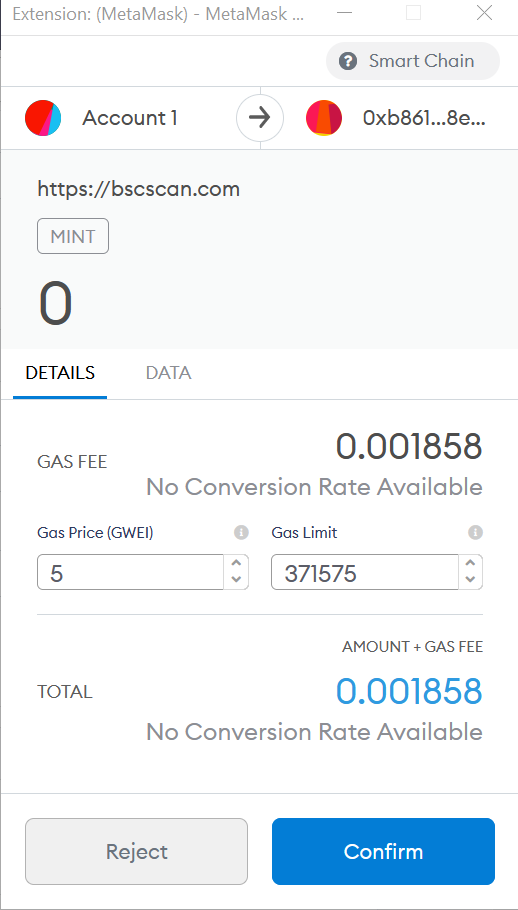 Extension: (MetaMask) - MetaMask ...
? Smart Chain
Account 1
0xb861...8e...
https://bscscan.com
MINT
0
DETAILS DATA
GAS FEE
0.001858
No Conversion Rate Available
Gas Price (GWEI) i Gas Limit i
5 371575
AMOUNT + GAS FEE
TOTAL
0.001858
No Conversion Rate Available
Reject Confirm